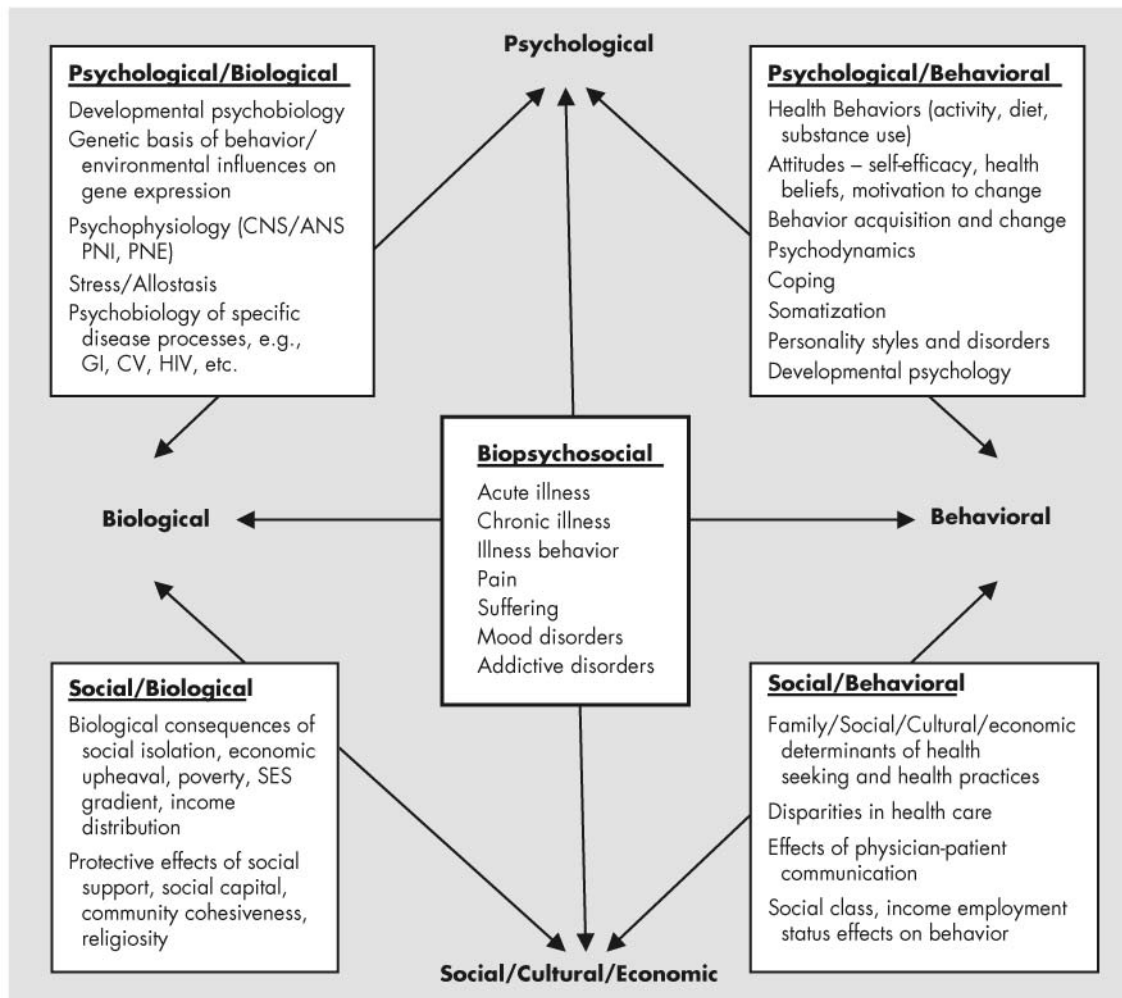 Psychological
Psychological/Biological
Developmental psychobiology
Genetic basis of behavior/
environmental influences on
gene expression
Psychophysiology (CNS/ANS
PNI, PNE)
Stress/Allostasis
Psychobiology of specific
disease processes, e.g.,
GI, CV, HIV, etc.
Psychological/Behavioral
Health Behaviors (activity, diet,
substance use)
Attitudes – self-efficacy, health
beliefs, motivation to change
Behavior acquisition and change
Psychodynamics
Coping
Somatization
Personality styles and disorders
Developmental psychology
Biological
Biopsychosocial
Acute illness
Chronic illness
Illness behavior
Pain
Suffering
Mood disorders
Addictive disorders
Behavioral
Social/Biological
Biological consequences of
social isolation, economic
upheaval, poverty, SES
gradient, income
distribution
Protective effects of social
support, social capital,
community cohesiveness,
religiosity
Social/Behavioral
Family/Social/Cultural/economic
determinants of health
seeking and health practices
Disparities in health care
Effects of physician-patient
communication
Social class, income employment
status effects on behavior
Social/Cultural/Economic